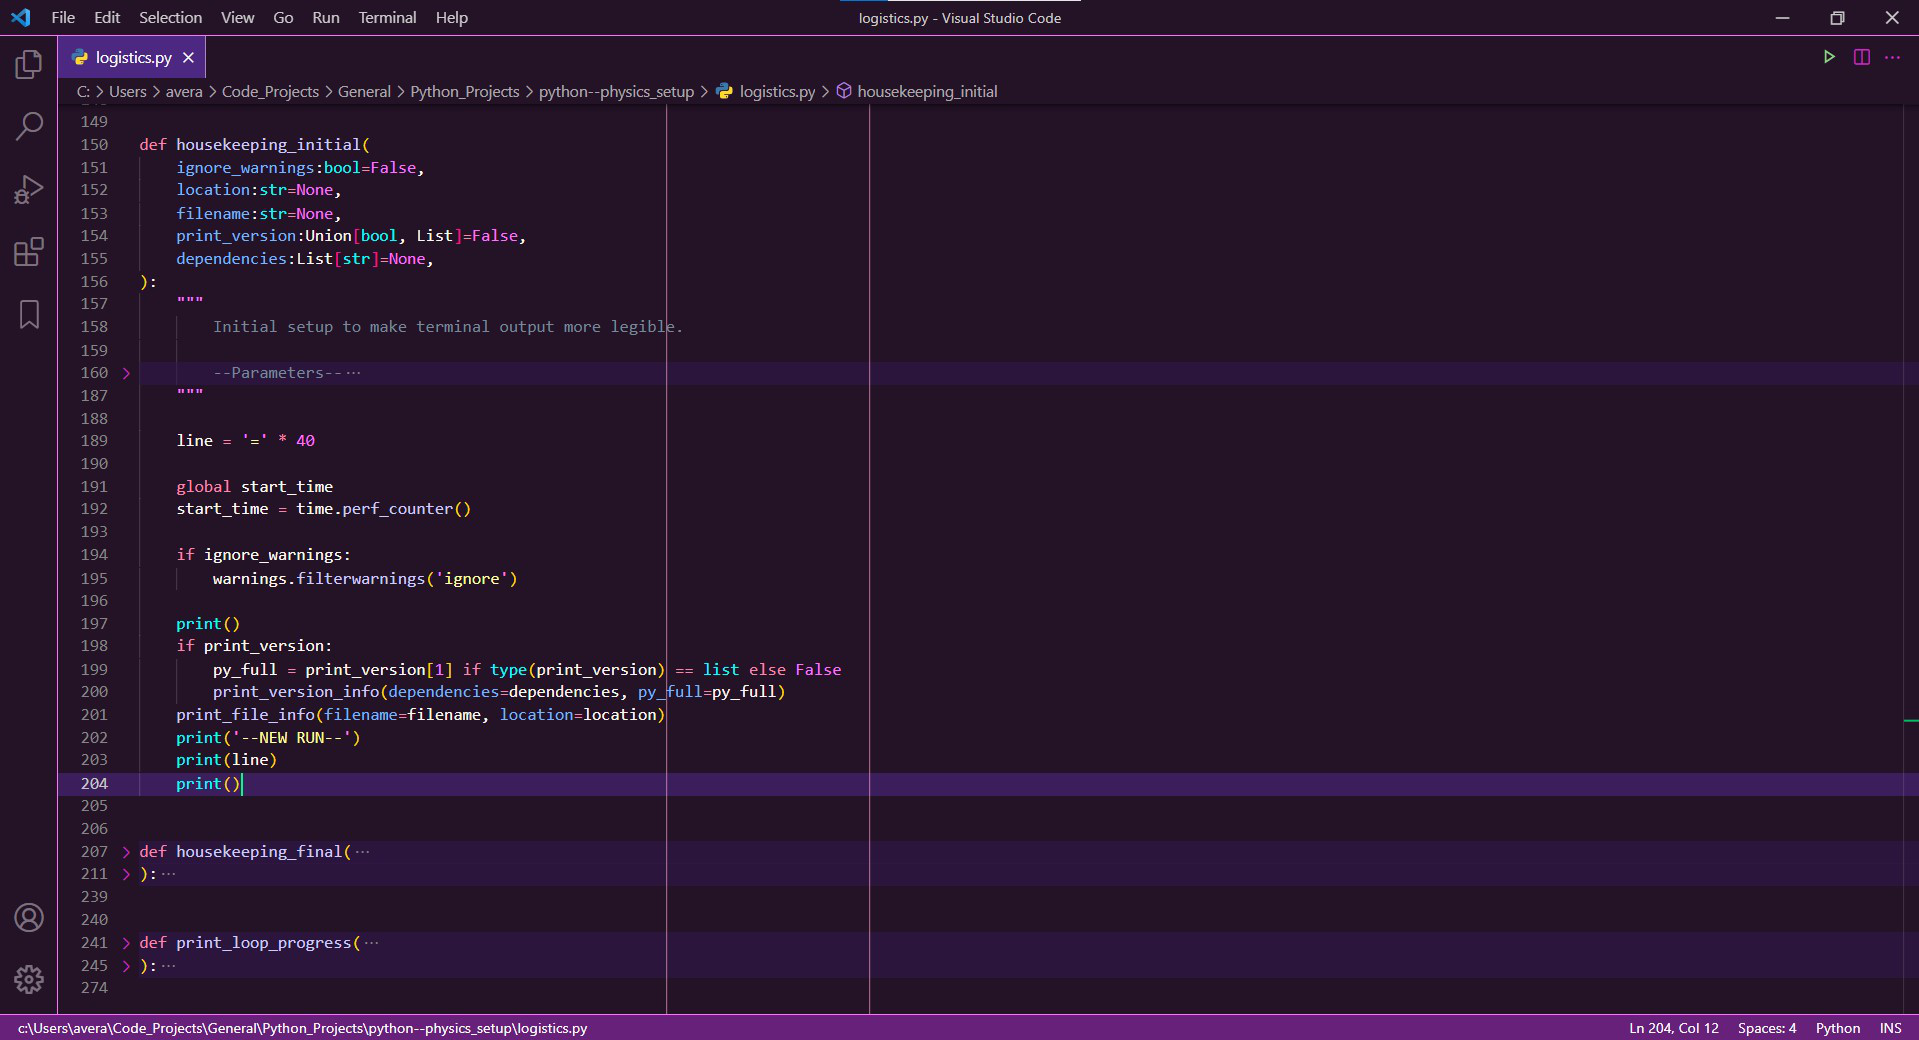 File Edit Selection View Go Run Terminal Help
logistics.py - Visual Studio Code
logistics.py
C: > Users > avera > Code_Projects > General > Python_Projects > python--physics_setup > logistics.py > housekeeping_initial
149
150 def housekeeping_initial(
151     ignore_warnings:bool=False,
152     location:str=None,
153     filename:str=None,
154     print_version:Union[bool, List]=False,
155     dependencies:List[str]=None,
156 ):
157     """
158         Initial setup to make terminal output more legible.
159
160 >         --Parameters--···
187     """
188
189     line = '=' * 40
190
191     global start_time
192     start_time = time.perf_counter()
193
194     if ignore_warnings:
195         warnings.filterwarnings('ignore')
196
197     print()
198     if print_version:
199         py_full = print_version[1] if type(print_version) == list else False
200         print_version_info(dependencies=dependencies, py_full=py_full)
201     print_file_info(filename=filename, location=location)
202     print('--NEW RUN--')
203     print(line)
204     print()
205
206
207 > def housekeeping_final(···
211 > ):···
239
240
241 > def print_loop_progress(···
245 > ):···
274
c:\Users\avera\Code_Projects\General\Python_Projects\python--physics_setup\logistics.py
Ln 204, Col 12 Spaces: 4 Python INS